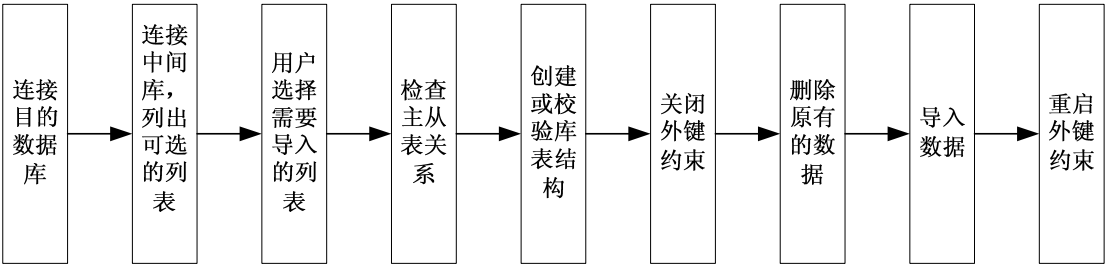 连接
目的
数据
库
连接
中间
库，
列出
可选
的列
表
用户
选择
需要
导入
的列
表
检查
主从
表关
系
创建
或校
验库
表结
构
关闭
外键
约束
删除
原有
的数
据
导入
数据
重启
外键
约束